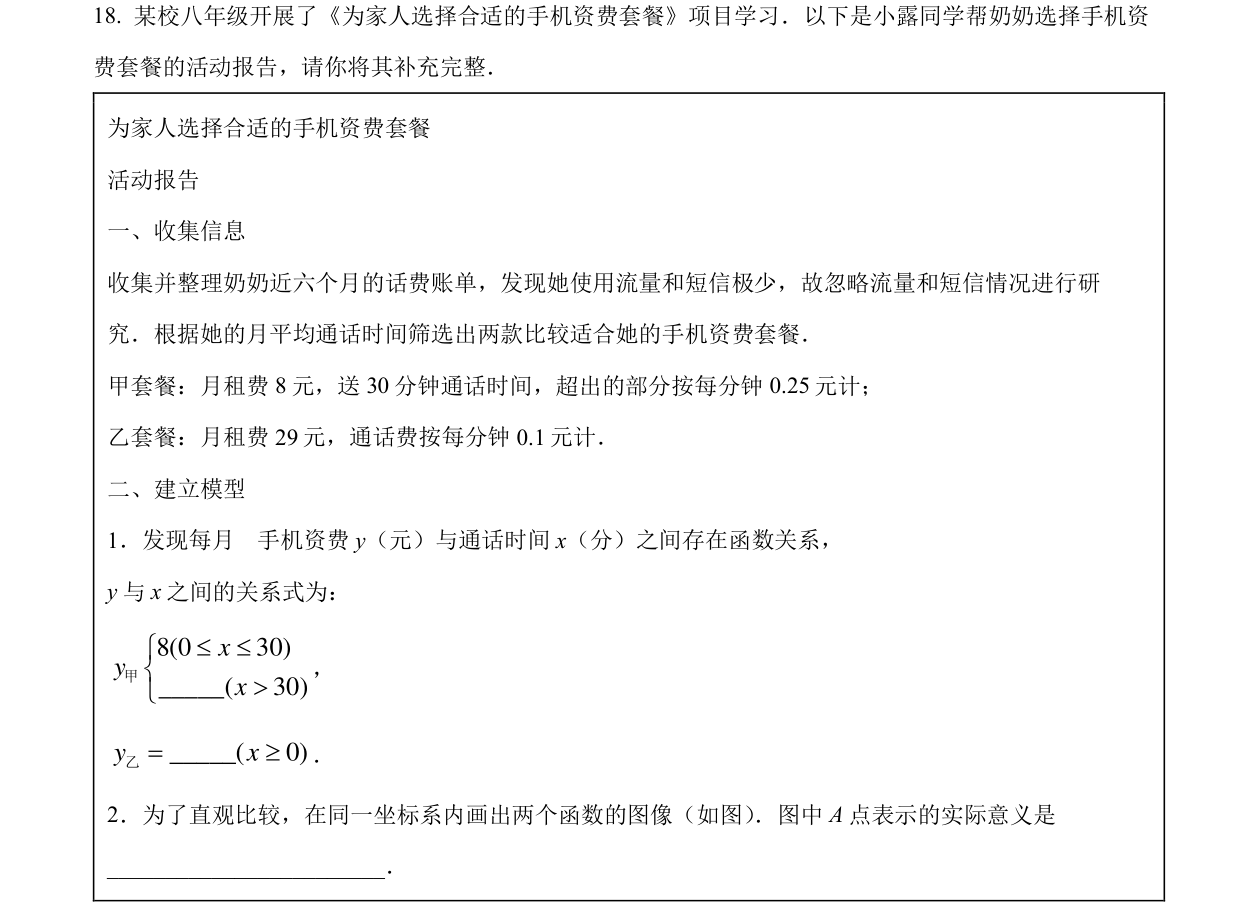 18. 某校八年级开展了《为家人选择合适的手机资费套餐》项目学习．以下是小露同学帮奶奶选择手机资
费套餐的活动报告，请你将其补充完整．
为家人选择合适的手机资费套餐
活动报告
一、收集信息
收集并整理奶奶近六个月的话费账单，发现她使用流量和短信极少，故忽略流量和短信情况进行研
究．根据她的月平均通话时间筛选出两款比较适合她的手机资费套餐．
甲套餐：月租费 8 元，送 30 分钟通话时间，超出的部分按每分钟 0.25 元计；
乙套餐：月租费 29 元，通话费按每分钟 0.1 元计．
二、建立模型
1．发现每月　手机资费 y（元）与通话时间 x（分）之间存在函数关系，
y 与 x 之间的关系式为：
y甲 { 8(0 ≤ x ≤ 30)
_____(x > 30) ，
y乙 = _____(x ≥ 0)．
2．为了直观比较，在同一坐标系内画出两个函数的图像（如图）．图中 A 点表示的实际意义是
________________________．